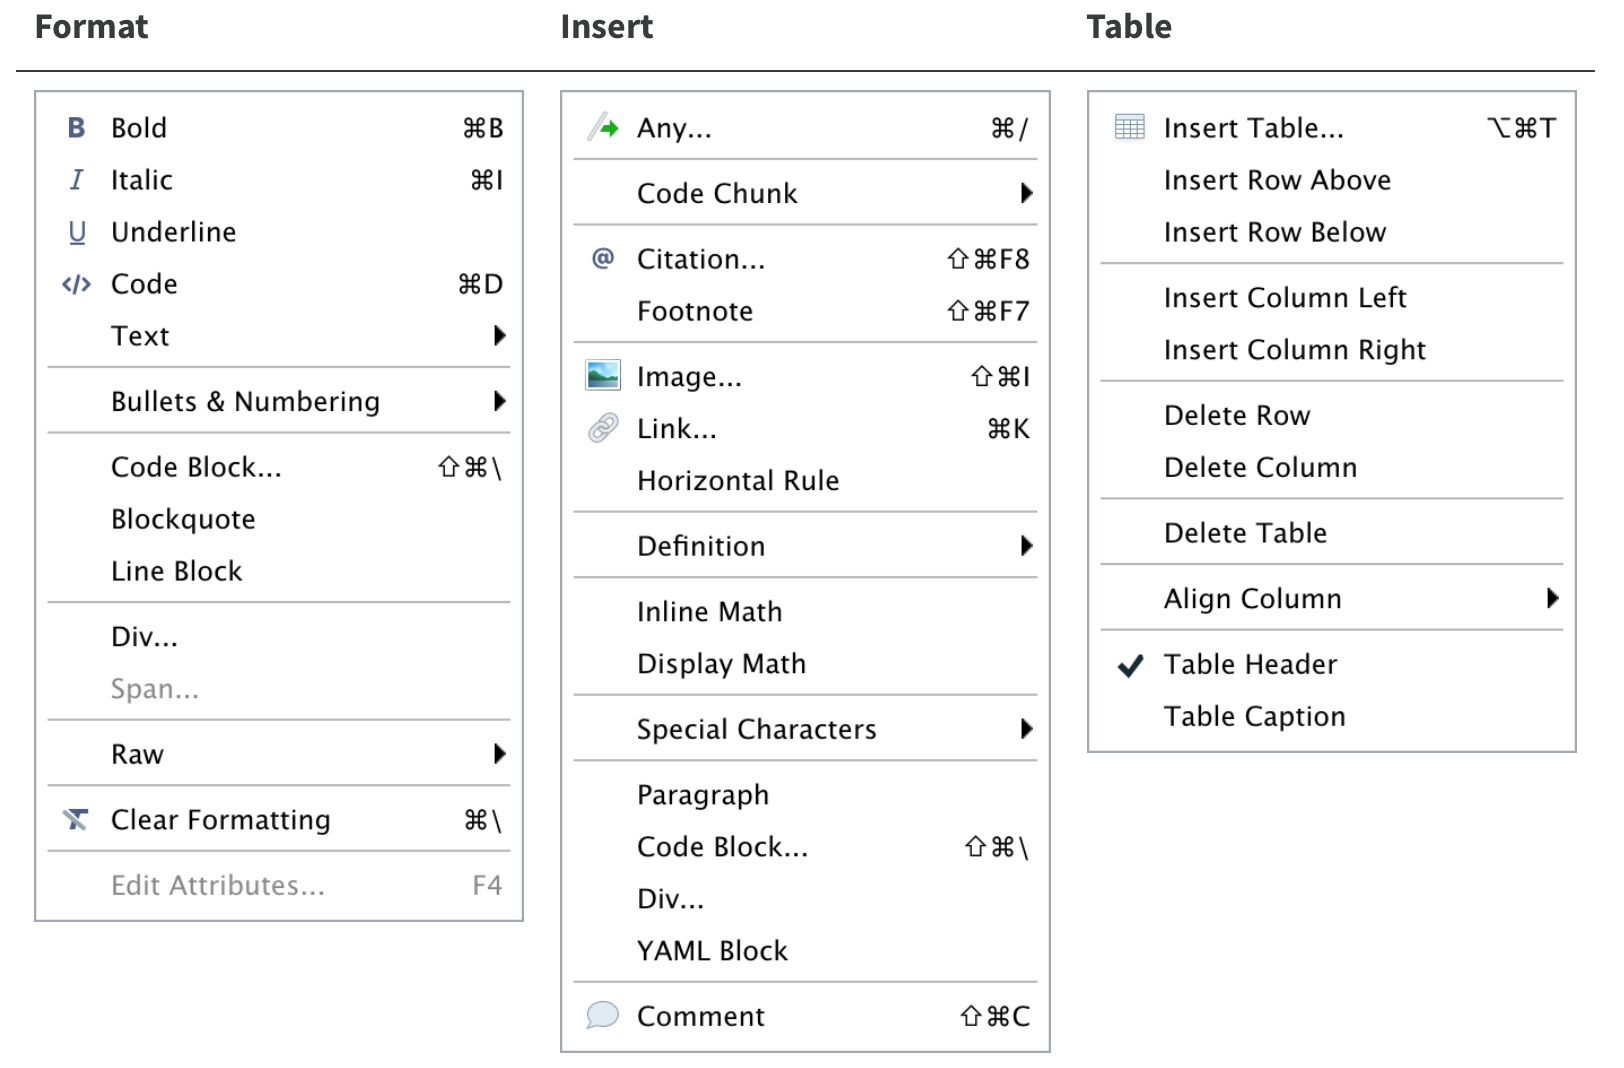 Format
Bold ⌘B
Italic ⌘I
Underline
Code ⌘D
Text
Bullets & Numbering
Code Block... ⇧⌘\
Blockquote
Line Block
Div...
Span...
Raw
Clear Formatting ⌘\
Edit Attributes... F4
Insert
Any... ⌘/
Code Chunk
@ Citation... ⇧⌘F8
Footnote ⇧⌘F7
Image... ⇧⌘I
Link... ⌘K
Horizontal Rule
Definition
Inline Math
Display Math
Special Characters
Paragraph
Code Block... ⇧⌘\
Div...
YAML Block
Comment ⇧⌘C
Table
Insert Table... ⌥⌘T
Insert Row Above
Insert Row Below
Insert Column Left
Insert Column Right
Delete Row
Delete Column
Delete Table
Align Column
Table Header
Table Caption